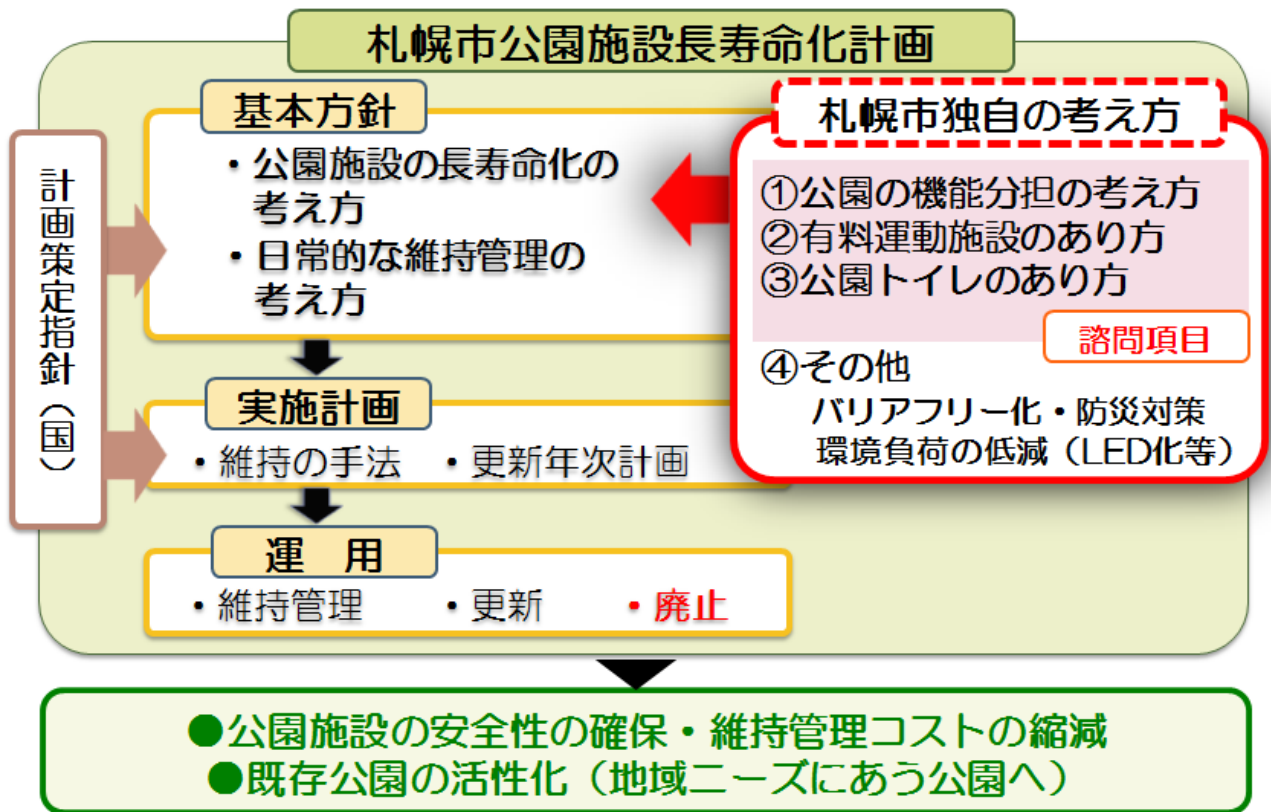 札幌市公園施設長寿命化計画
計画策定指針（国）
基本方針
・公園施設の長寿命化の
考え方
・日常的な維持管理の
考え方
札幌市独自の考え方
①公園の機能分担の考え方
②有料運動施設のあり方
③公園トイレのあり方
諮問項目
④その他
バリアフリー化・防災対策
環境負荷の低減（LED化等）
実施計画
・維持の手法 ・更新年次計画
運 用
・維持管理 ・更新 ・廃止
●公園施設の安全性の確保・維持管理コストの縮減
●既存公園の活性化（地域ニーズにあう公園へ）